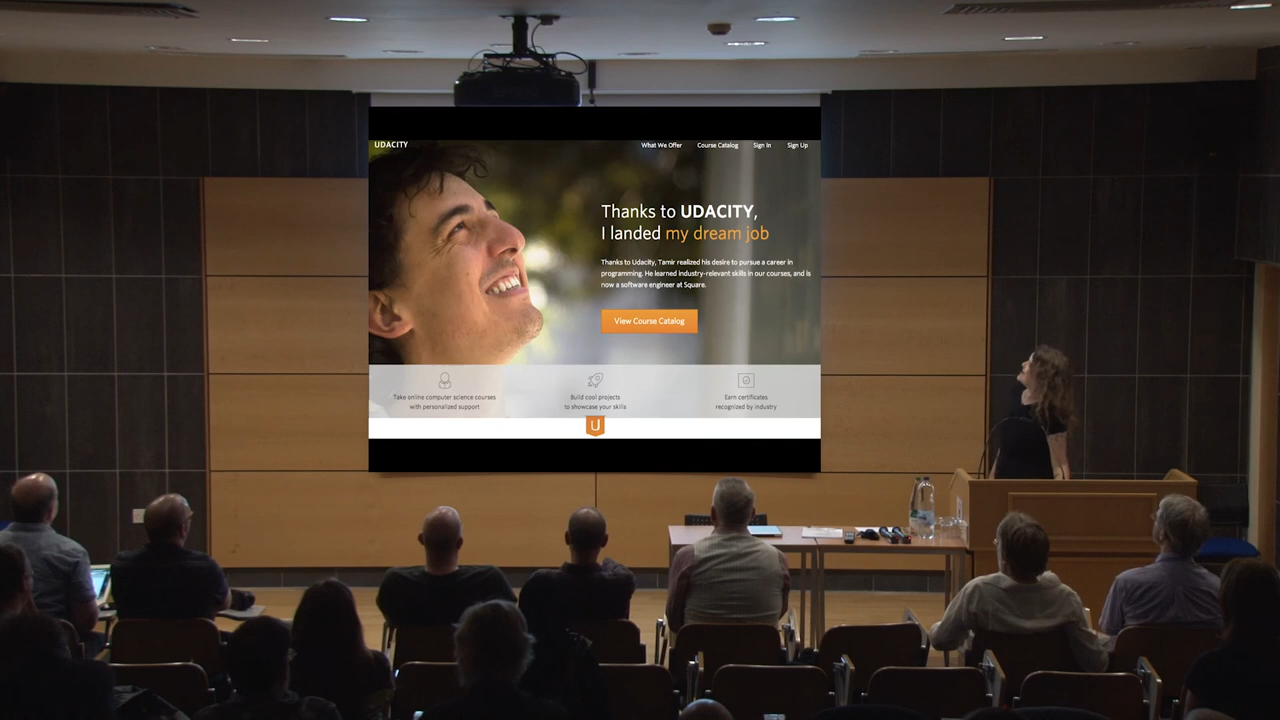 UDACITY
What We Offer
Course Catalog
Sign In
Sign Up
Thanks to UDACITY,
I landed my dream job
Thanks to Udacity, Tamir realized his desire to pursue a career in
programming. He learned industry-relevant skills in our courses, and is
now a software engineer at Square.
View Course Catalog
Take online computer science courses
with personalized support
Build cool projects
to showcase your skills
Earn certificates
recognized by industry
U